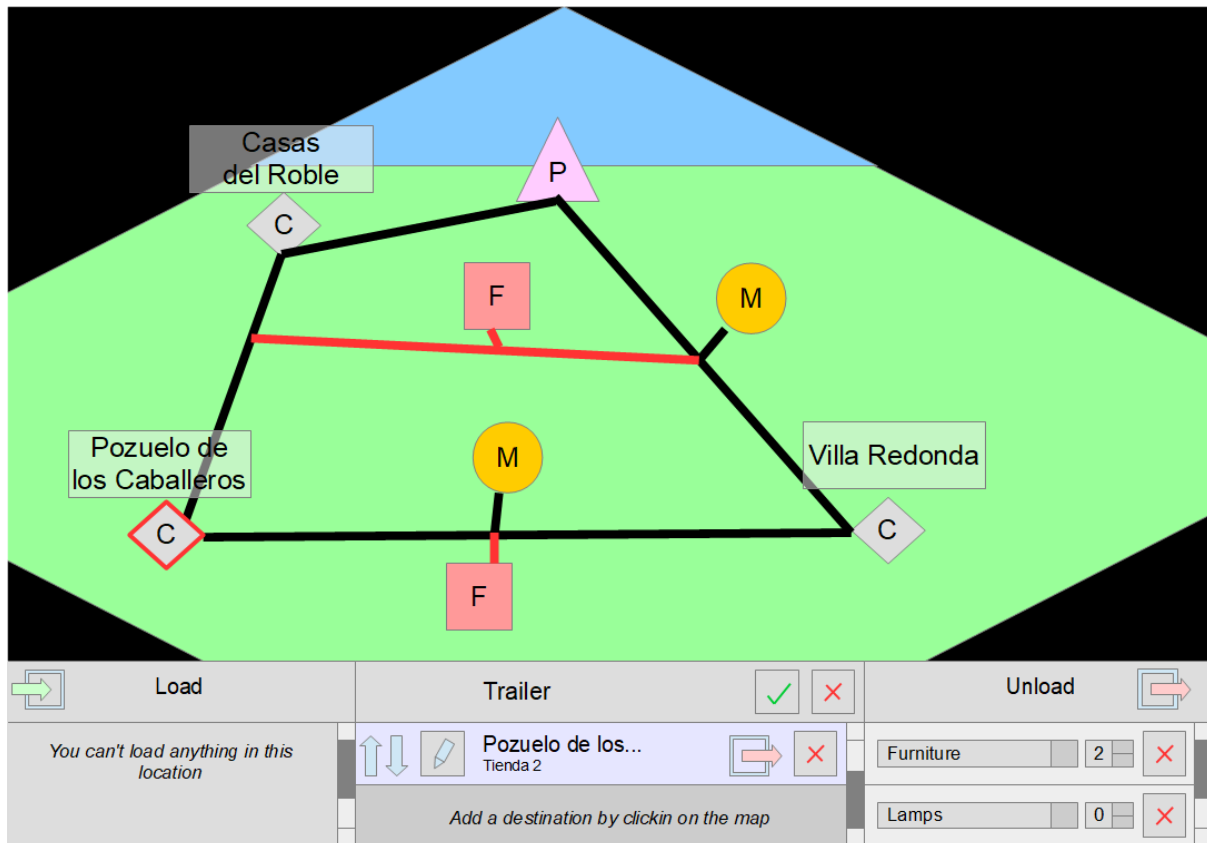 Casas
del Roble
P
C
F
M
Pozuelo de
los Caballeros
M
Villa Redonda
C
C
F
Load
Trailer
Unload
You can't load anything in this
location
Pozuelo de los...
Tienda 2
Furniture
2
Add a destination by clickin on the map
Lamps
0